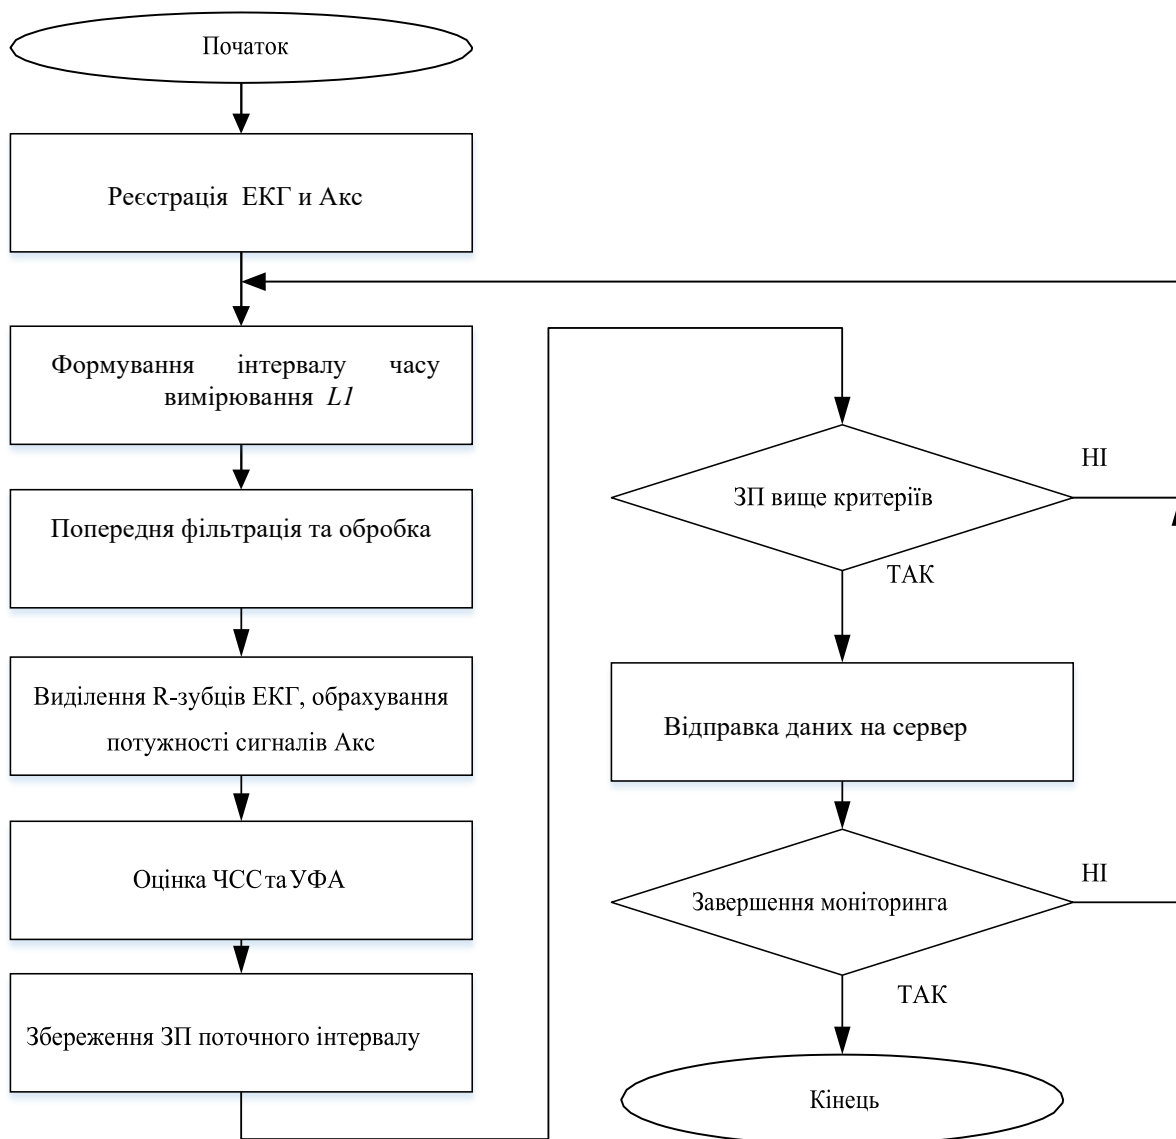 Початок
Реєстрація ЕКГ и Акс
Формування інтервалу часу
вимірювання L1
Попередня фільтрація та обробка
Виділення R-зубців ЕКГ, обрахування
потужності сигналів Акс
Оцінка ЧСС та УФА
Збереження ЗП поточного інтервалу
ЗП вище критеріїв
НІ
ТАК
Відправка даних на сервер
Завершення моніторинга
НІ
ТАК
Кінець